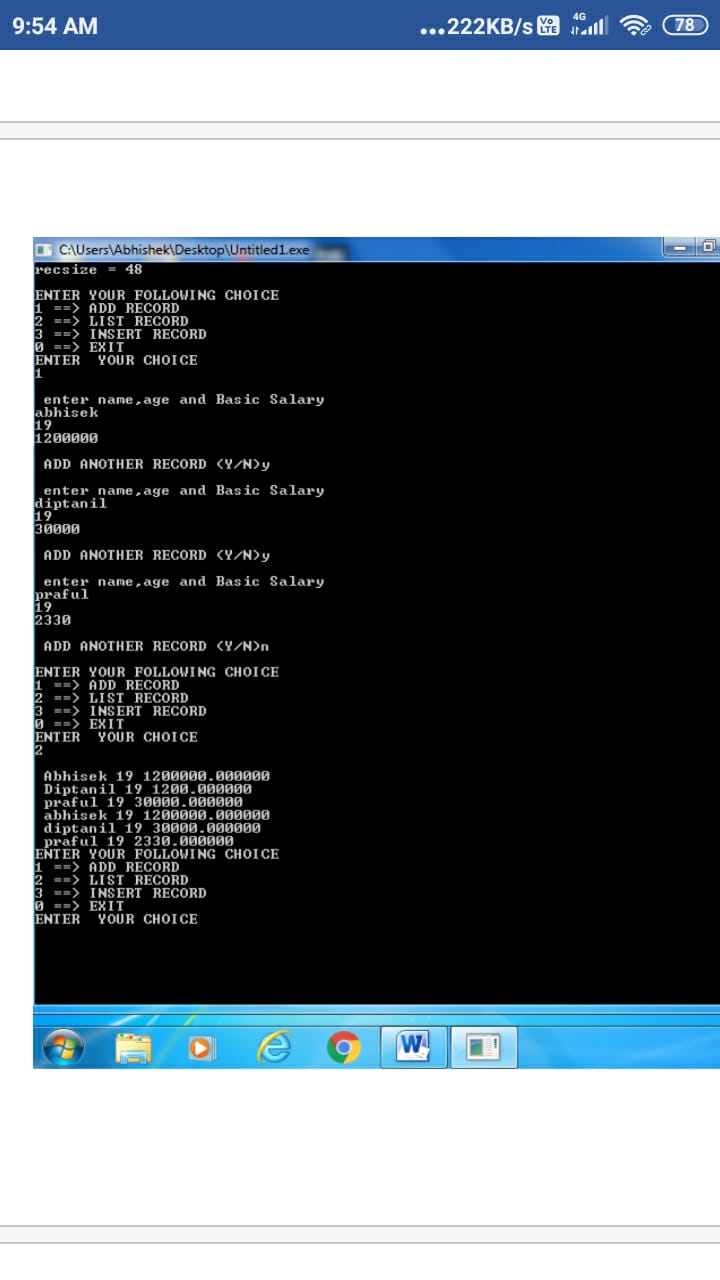 9:54 AM
...222KB/s Vo LTE 4G 78
C:\Users\Abhishek\Desktop\Untitled1.exe
recsize = 48
ENTER YOUR FOLLOWING CHOICE
1 ==> ADD RECORD
2 ==> LIST RECORD
3 ==> INSERT RECORD
0 ==> EXIT
ENTER  YOUR CHOICE
1
enter name,age and Basic Salary
abhisek
19
1200000
ADD ANOTHER RECORD (Y/N)y
enter name,age and Basic Salary
diptanil
19
30000
ADD ANOTHER RECORD (Y/N)y
enter name,age and Basic Salary
praful
19
2330
ADD ANOTHER RECORD (Y/N)n
ENTER YOUR FOLLOWING CHOICE
1 ==> ADD RECORD
2 ==> LIST RECORD
3 ==> INSERT RECORD
0 ==> EXIT
ENTER  YOUR CHOICE
2
Abhisek 19 1200000.000000
Diptanil 19 1200.000000
praful 19 30000.000000
abhisek 19 1200000.000000
diptanil 19 30000.000000
praful 19 2330.000000
ENTER YOUR FOLLOWING CHOICE
1 ==> ADD RECORD
2 ==> LIST RECORD
3 ==> INSERT RECORD
0 ==> EXIT
ENTER  YOUR CHOICE